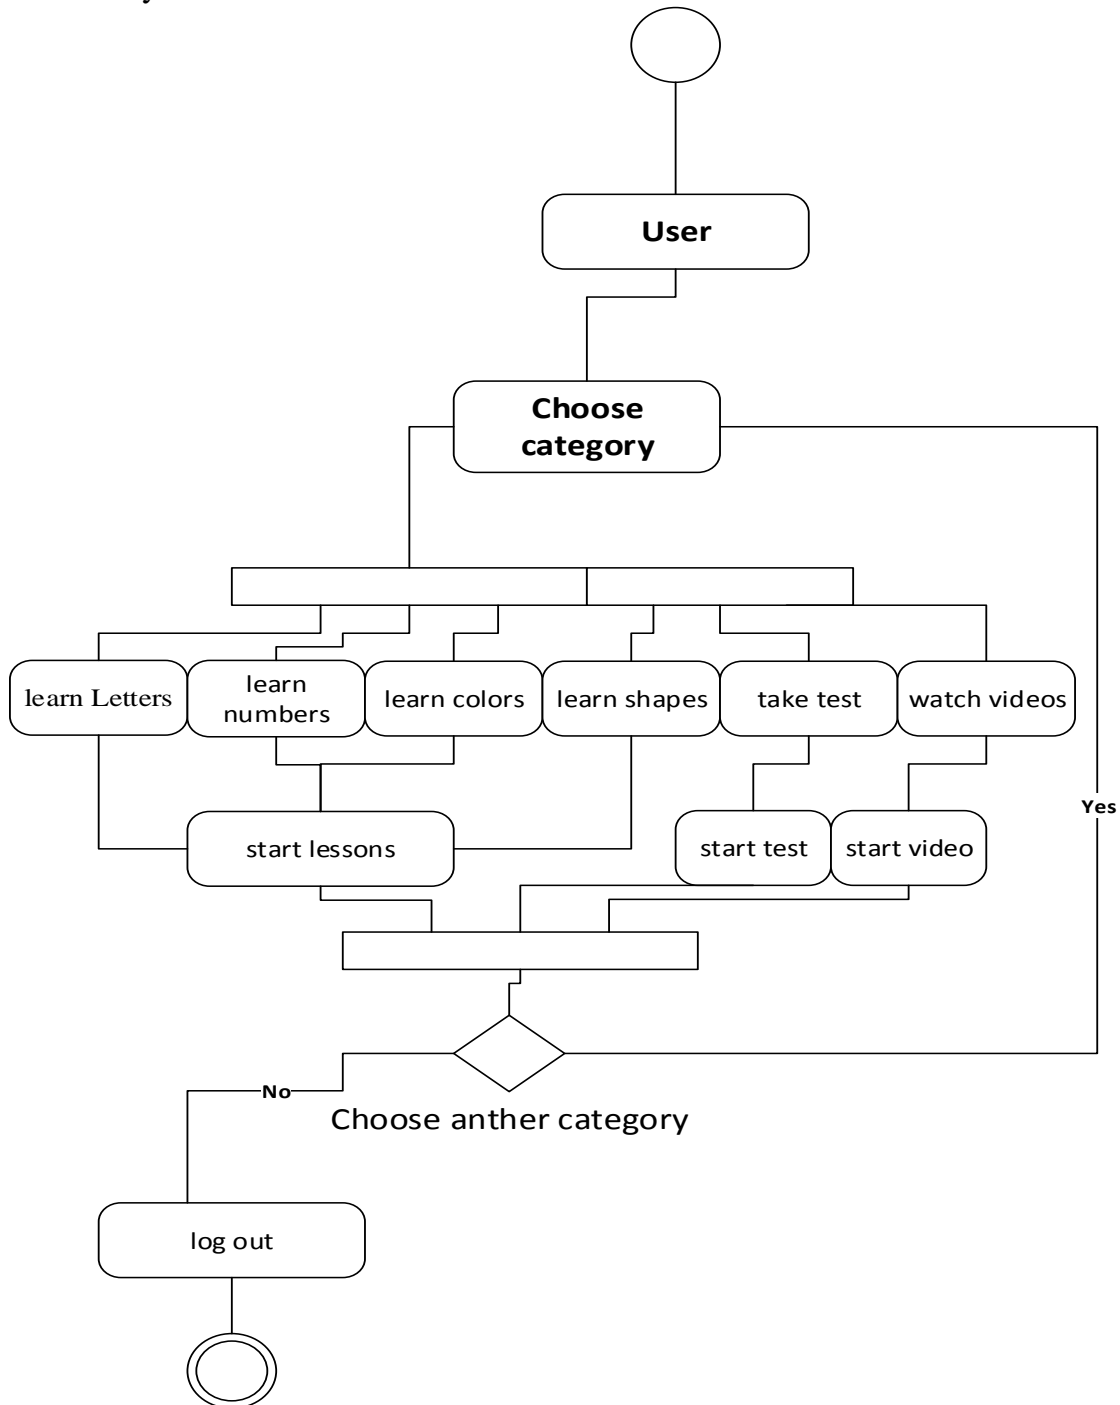 User
Choose
category
learn Letters
learn
numbers
learn colors
learn shapes
take test
watch videos
Yes
start lessons
start test
start video
No
Choose anther category
log out